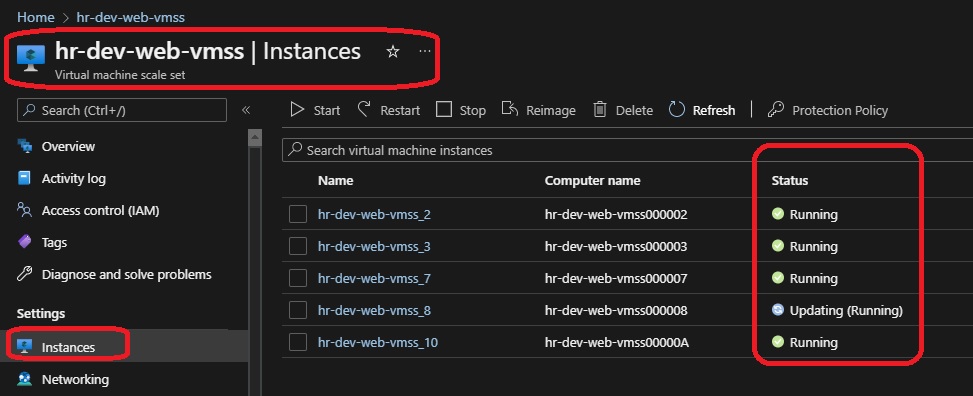 Home > hr-dev-web-vmss
hr-dev-web-vmss | Instances ☆ ...
Virtual machine scale set
Search (Ctrl+/) «
Start Restart Stop Reimage Delete Refresh Protection Policy
Overview
Activity log
Access control (IAM)
Tags
Diagnose and solve problems
Settings
Instances
Networking
Search virtual machine instances
Name Computer name Status
hr-dev-web-vmss_2 hr-dev-web-vmss000002 Running
hr-dev-web-vmss_3 hr-dev-web-vmss000003 Running
hr-dev-web-vmss_7 hr-dev-web-vmss000007 Running
hr-dev-web-vmss_8 hr-dev-web-vmss000008 Updating (Running)
hr-dev-web-vmss_10 hr-dev-web-vmss00000A Running